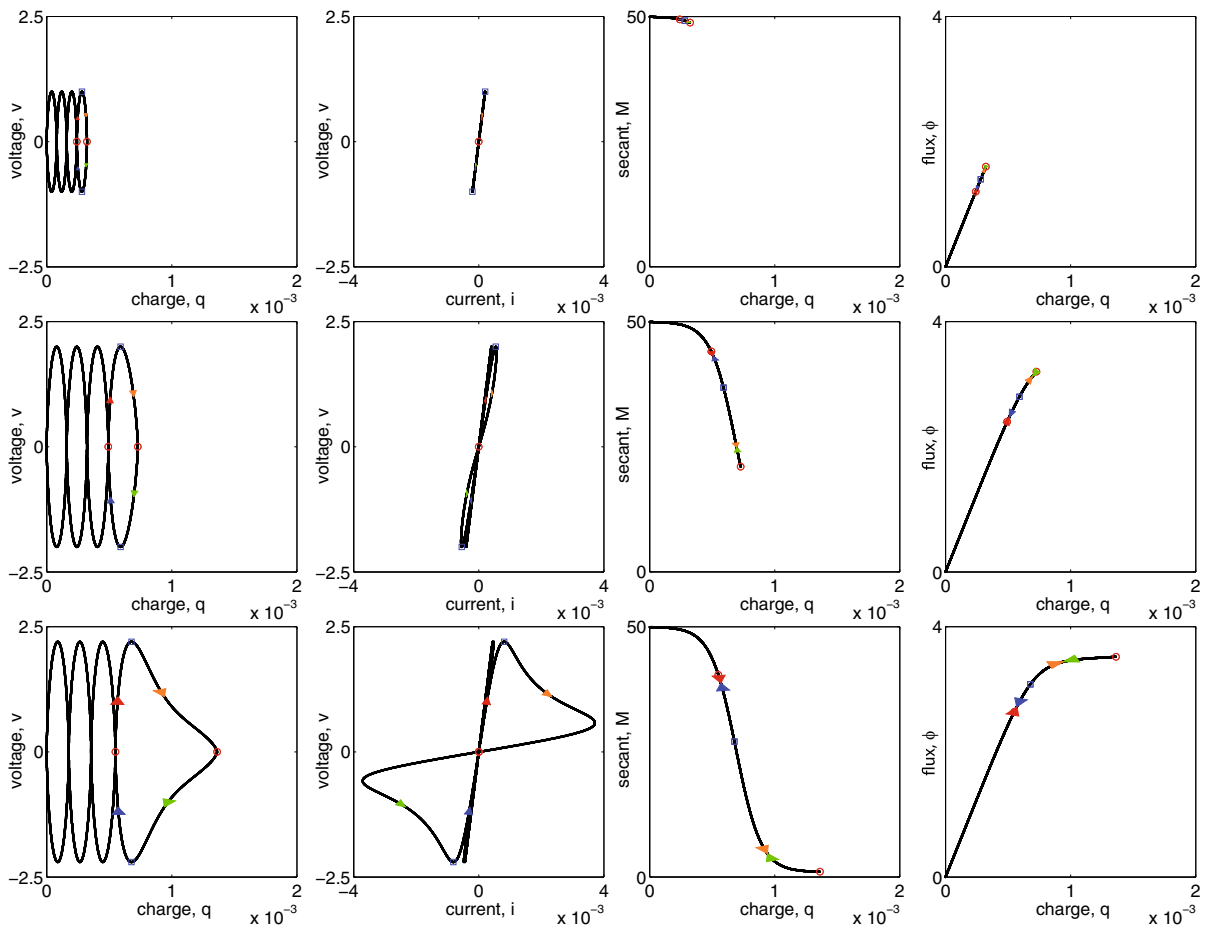 2.5
voltage, v
0
−2.5
0
1
2
charge, q
x 10−3
2.5
voltage, v
0
−2.5
−4
0
4
current, i
x 10−3
50
secant, M
0
0
1
2
charge, q
x 10−3
4
flux, ϕ
0
0
1
2
charge, q
x 10−3
2.5
voltage, v
0
−2.5
0
1
2
charge, q
x 10−3
2.5
voltage, v
0
−2.5
−4
0
4
current, i
x 10−3
50
secant, M
0
0
1
2
charge, q
x 10−3
4
flux, ϕ
0
0
1
2
charge, q
x 10−3
2.5
voltage, v
0
−2.5
0
1
2
charge, q
x 10−3
2.5
voltage, v
0
−2.5
−4
0
4
current, i
x 10−3
50
secant, M
0
0
1
2
charge, q
x 10−3
4
flux, ϕ
0
0
1
2
charge, q
x 10−3